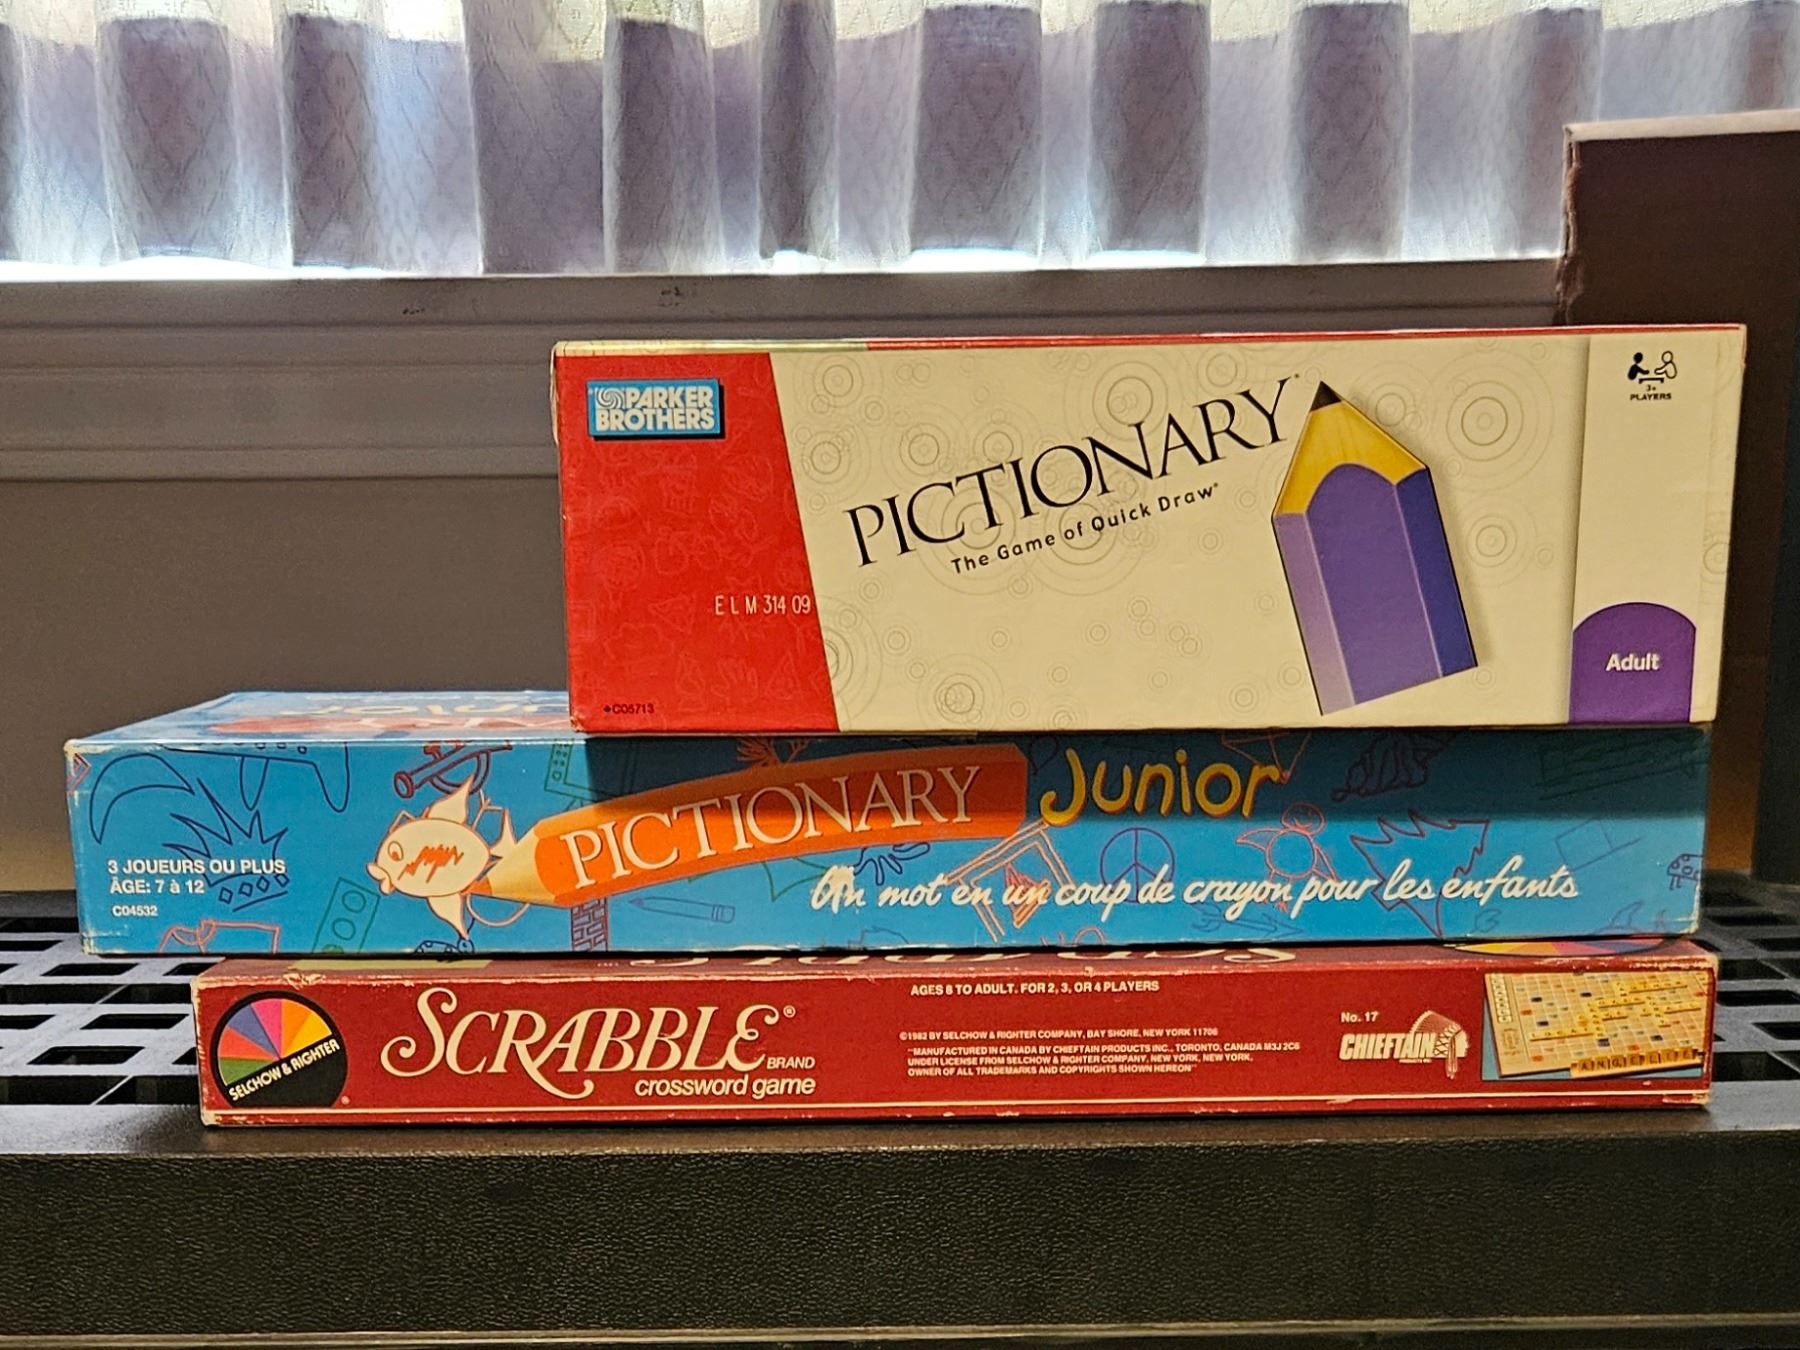 PARKER
BROTHERS
PICTIONARY
The Game of Quick Draw
3+
PLAYERS
ELM 314 09
C05713
Adult
PICTIONARY Junior
3 JOUEURS OU PLUS
ÂGE: 7 à 12
C04532
Un mot en un coup de crayon pour les enfants
SELCHOW & RIGHTER
SCRABBLE®
BRAND
crossword game
AGES 8 TO ADULT. FOR 2, 3, OR 4 PLAYERS
©1982 BY SELCHOW & RIGHTER COMPANY, BAY SHORE, NEW YORK 11706
"MANUFACTURED IN CANADA BY CHIEFTAIN PRODUCTS INC., TORONTO, CANADA M3J 2C6
UNDER LICENSE FROM SELCHOW & RIGHTER COMPANY, NEW YORK, NEW YORK,
OWNER OF ALL TRADEMARKS AND COPYRIGHTS SHOWN HEREON"
No. 17
CHIEFTAIN